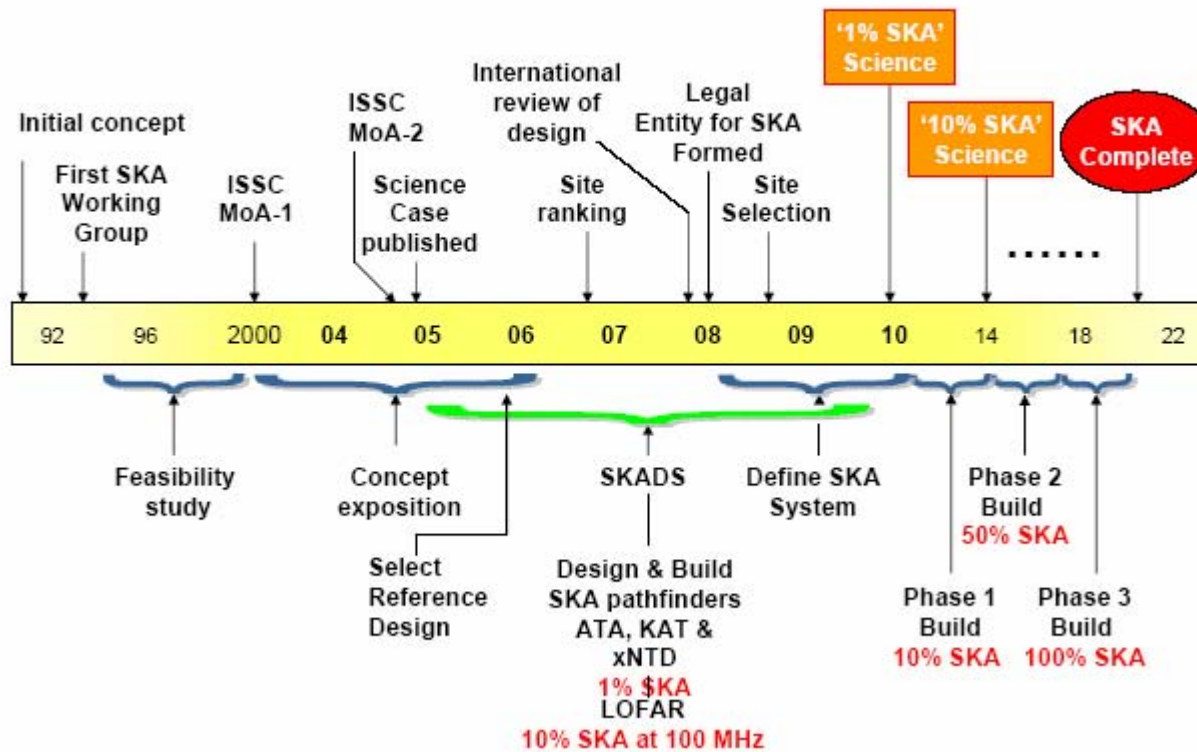 Initial concept
First SKA
Working
Group
ISSC
MoA-1
ISSC
MoA-2
Science
Case
published
International
review of
design
Site
ranking
Legal
Entity for SKA
Formed
Site
Selection
‘1% SKA’
Science
‘10% SKA’
Science
SKA
Complete
......
92 96 2000 04 05 06 07 08 09 10 14 18 22
Feasibility
study
Concept
exposition
Select
Reference
Design
SKADS
Design & Build
SKA pathfinders
ATA, KAT &
xNTD
1% SKA
LOFAR
10% SKA at 100 MHz
Define SKA
System
Phase 1
Build
10% SKA
Phase 2
Build
50% SKA
Phase 3
Build
100% SKA